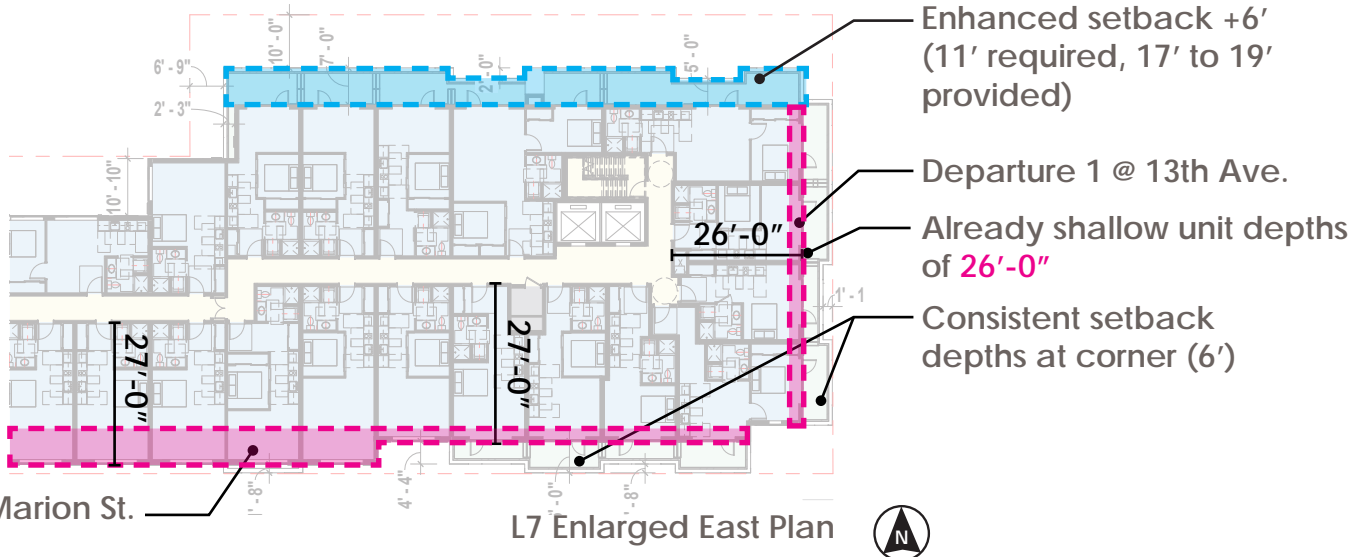 Enhanced setback +6’
(11’ required, 17’ to 19’
provided)
10'-0"
7'-0"
5'-0"
6'-9"
2'-0"
2'-3"
Departure 1 @ 13th Ave.
10'-10"
26’-0”
Already shallow unit depths
of 26’-0”
1'-1
Consistent setback
depths at corner (6’)
27’-0”
27’-0”
4'-4"
Marion St.
L7 Enlarged East Plan
N